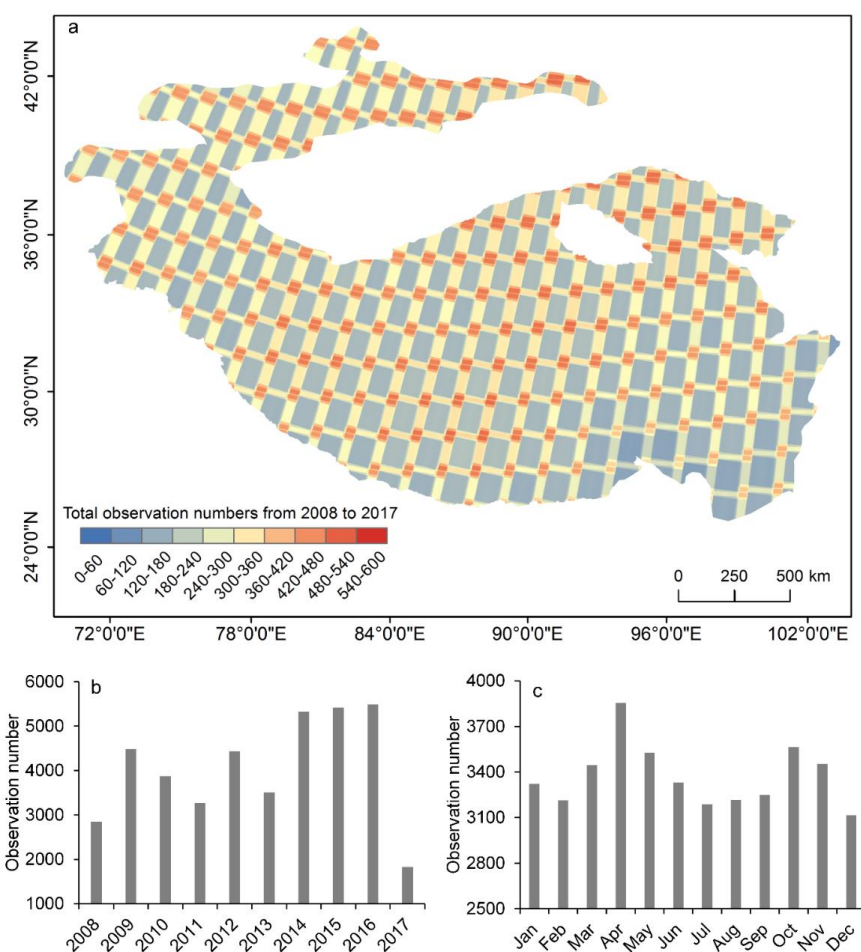 a
42°0'0"N
36°0'0"N
30°0'0"N
24°0'0"N
Total observation numbers from 2008 to 2017
0-60
60-120
120-180
180-240
240-300
300-360
360-420
420-480
480-540
540-600
0 250 500 km
72°0'0"E 78°0'0"E 84°0'0"E 90°0'0"E 96°0'0"E 102°0'0"E
b
Observation number
6000
5000
4000
3000
2000
1000
2008 2009 2010 2011 2012 2013 2014 2015 2016 2017
c
Observation number
4000
3700
3400
3100
2800
2500
Jan Feb Mar Apr May Jun Jul Aug Sep Oct Nov Dec